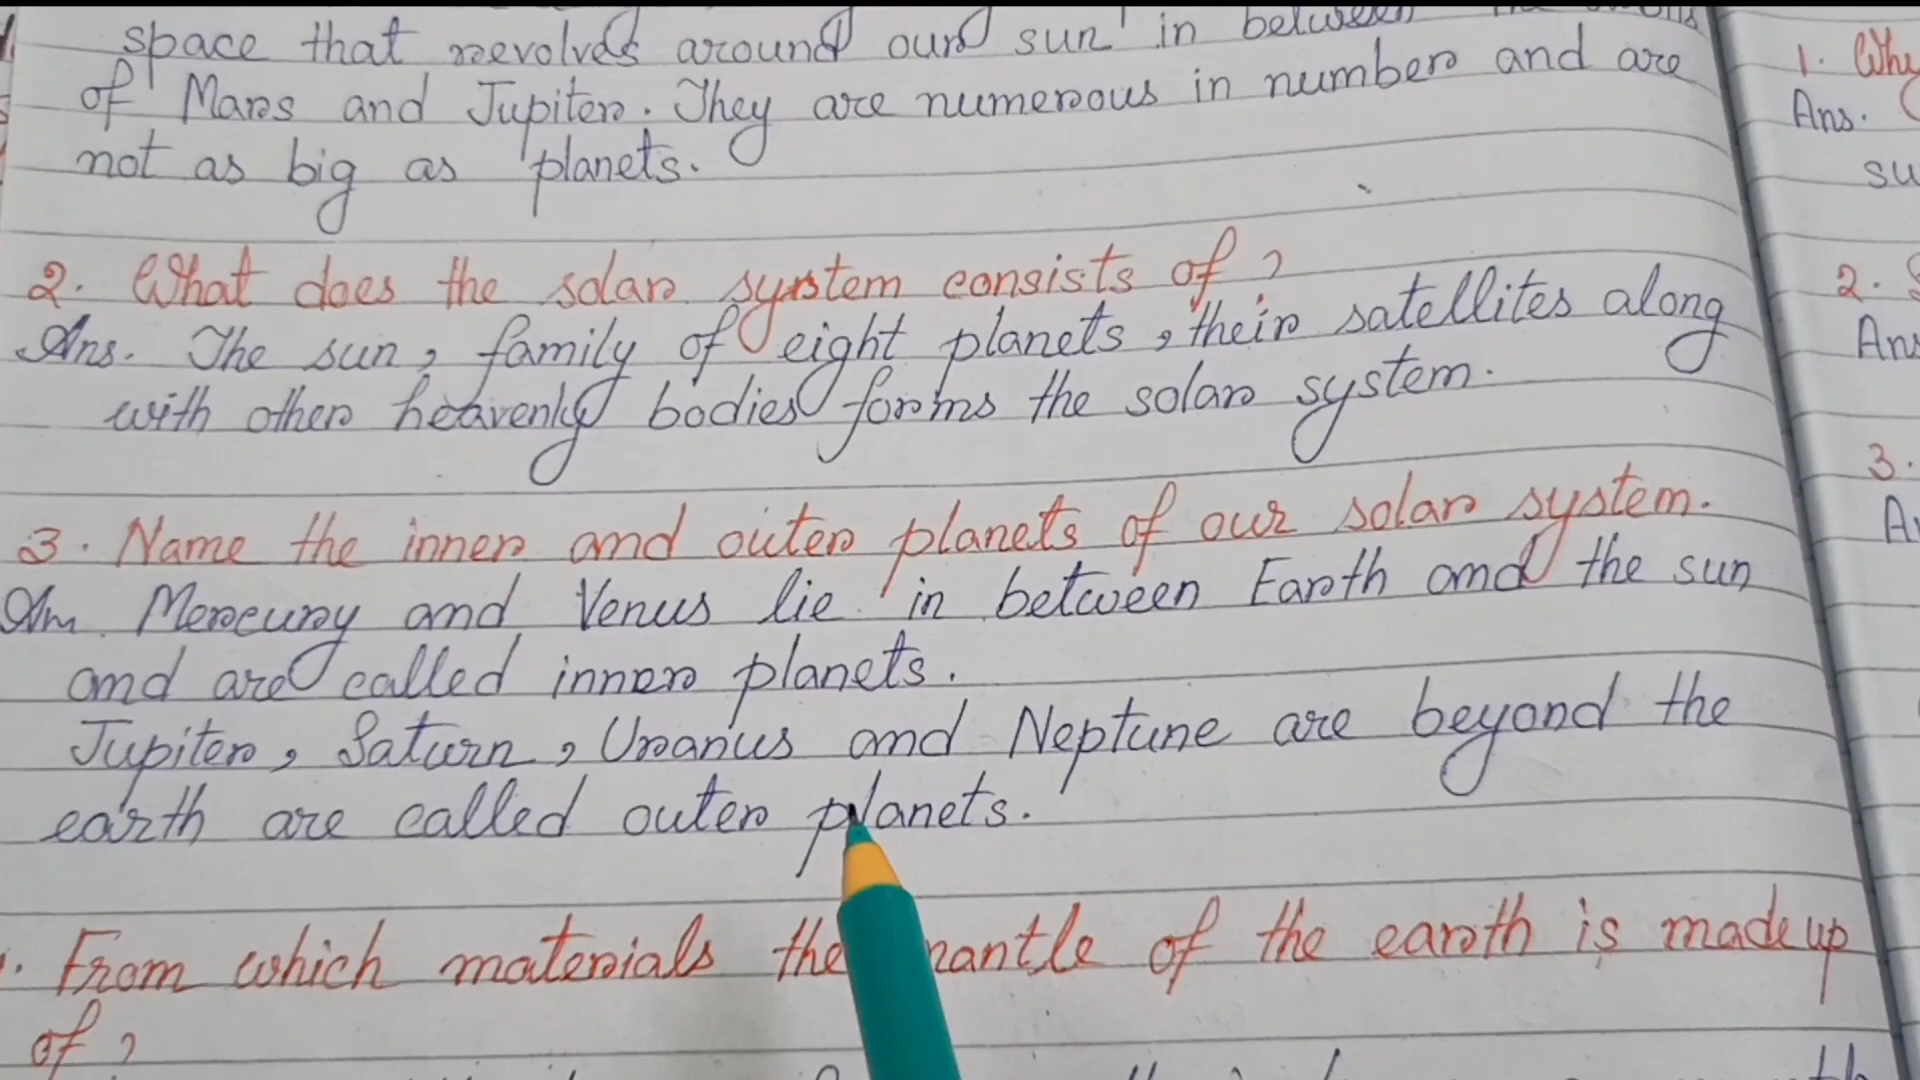 space that revolves around our sun in between
of Mars and Jupiter. They are numerous in number and are
not as big as planets.
2. What does the solar system consists of ?
Ans. The sun, family of eight planets, their satellites along
with other heavenly bodies forms the solar system.
3. Name the inner and outer planets of our solar system.
Ans. Mercury and Venus lie in between Earth and the sun
and are called inner planets.
Jupiter, Saturn, Uranus and Neptune are beyond the
earth are called outer planets.
From which materials the mantle of the earth is made up
of ?
1. Why
Ans.
su
2.
Ans
3.
A